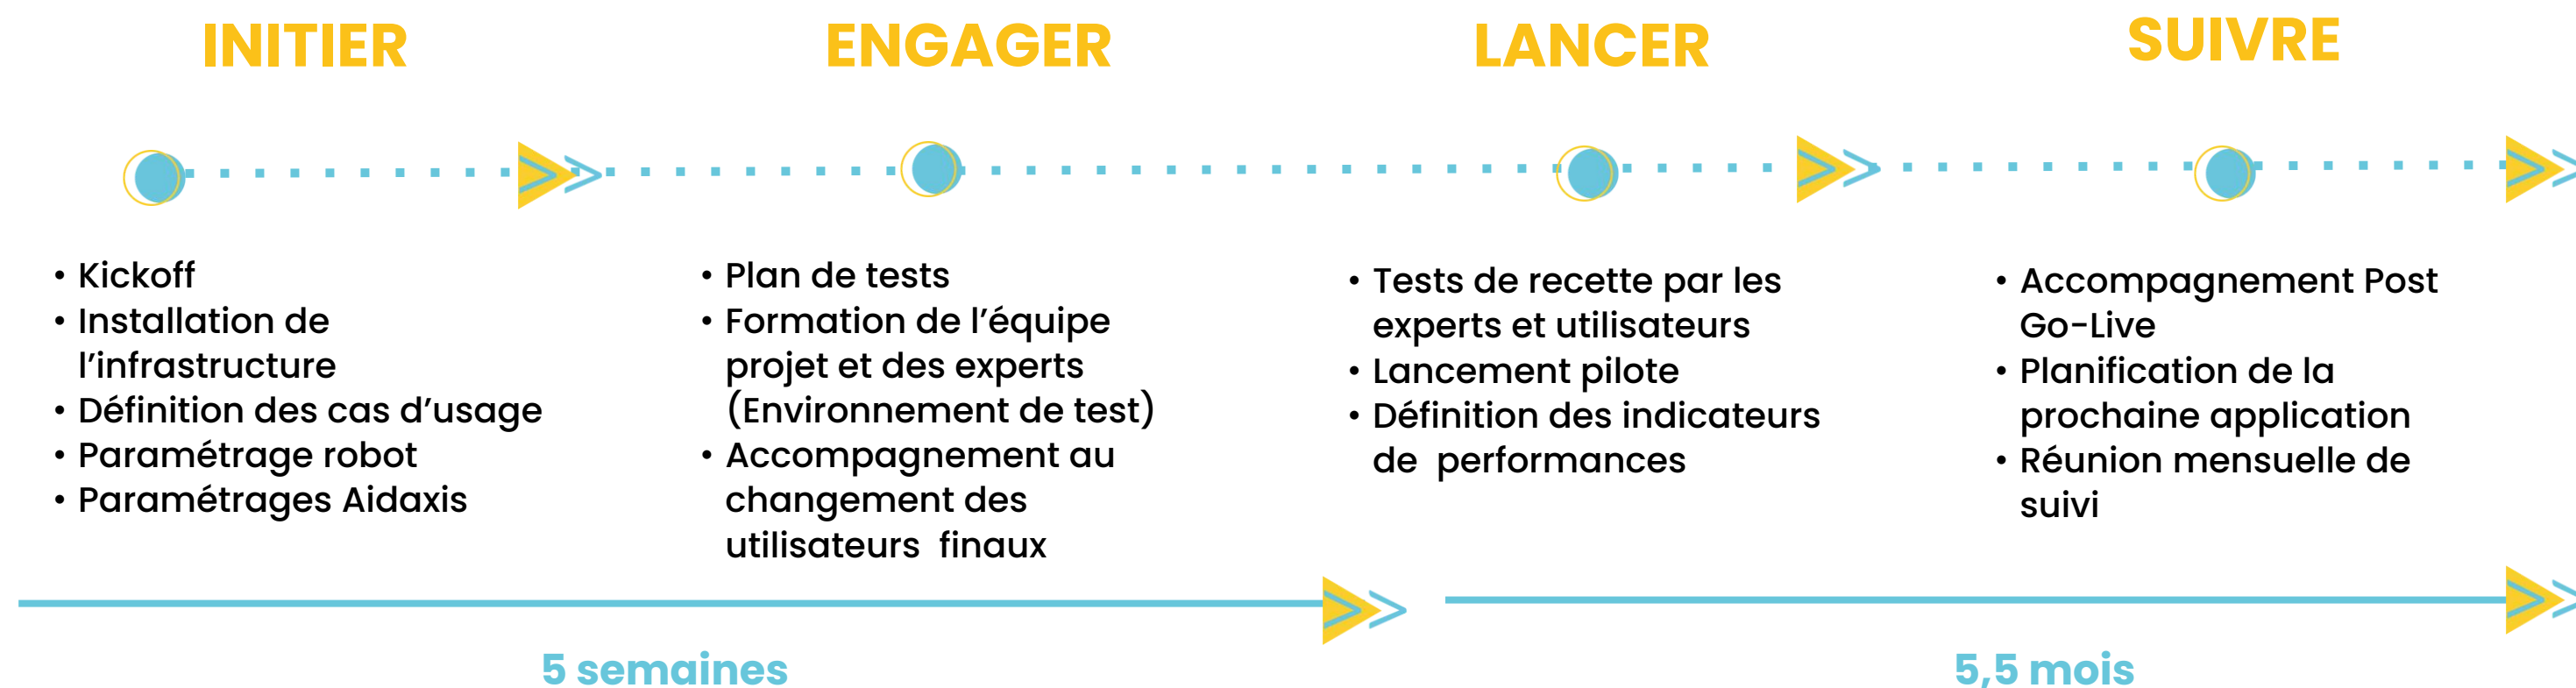 INITIER
ENGAGER
LANCER
SUIVRE
• Kickoff
• Installation de
l’infrastructure
• Définition des cas d’usage
• Paramétrage robot
• Paramétrages Aidaxis
• Plan de tests
• Formation de l’équipe
projet et des experts
(Environnement de test)
• Accompagnement au
changement des
utilisateurs  finaux
• Tests de recette par les
experts et utilisateurs
• Lancement pilote
• Définition des indicateurs
de  performances
• Accompagnement Post
Go-Live
• Planification de la
prochaine application
• Réunion mensuelle de
suivi
5 semaines
5,5 mois